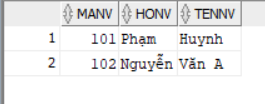 MANV HONV TENNV
1 101 Phạm Huynh
2 102 Nguyễn Văn A